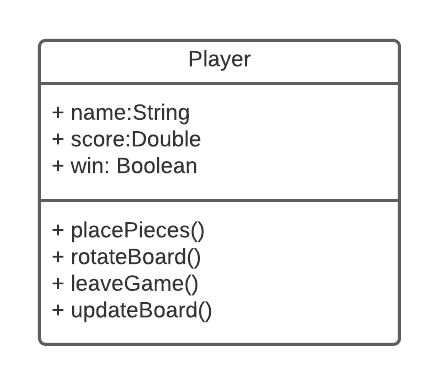 Player
+ name:String
+ score:Double
+ win: Boolean
+ placePieces()
+ rotateBoard()
+ leaveGame()
+ updateBoard()